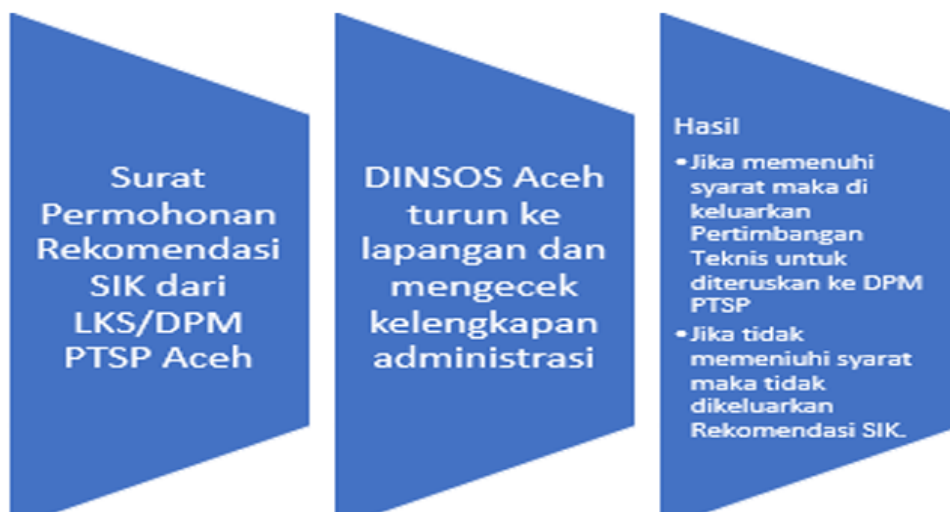 Surat
Permohonan
Rekomendasi
SIK dari
LKS/DPM
PTSP Aceh
DINSOS Aceh
turun ke
lapangan dan
mengecek
kelengkapan
administrasi
Hasil
•Jika memenuhi
syarat maka di
keluarkan
Pertimbangan
Teknis untuk
diteruskan ke DPM
PTSP
•Jika tidak
memeniuhi syarat
maka tidak
dikeluarkan
Rekomendasi SIK.